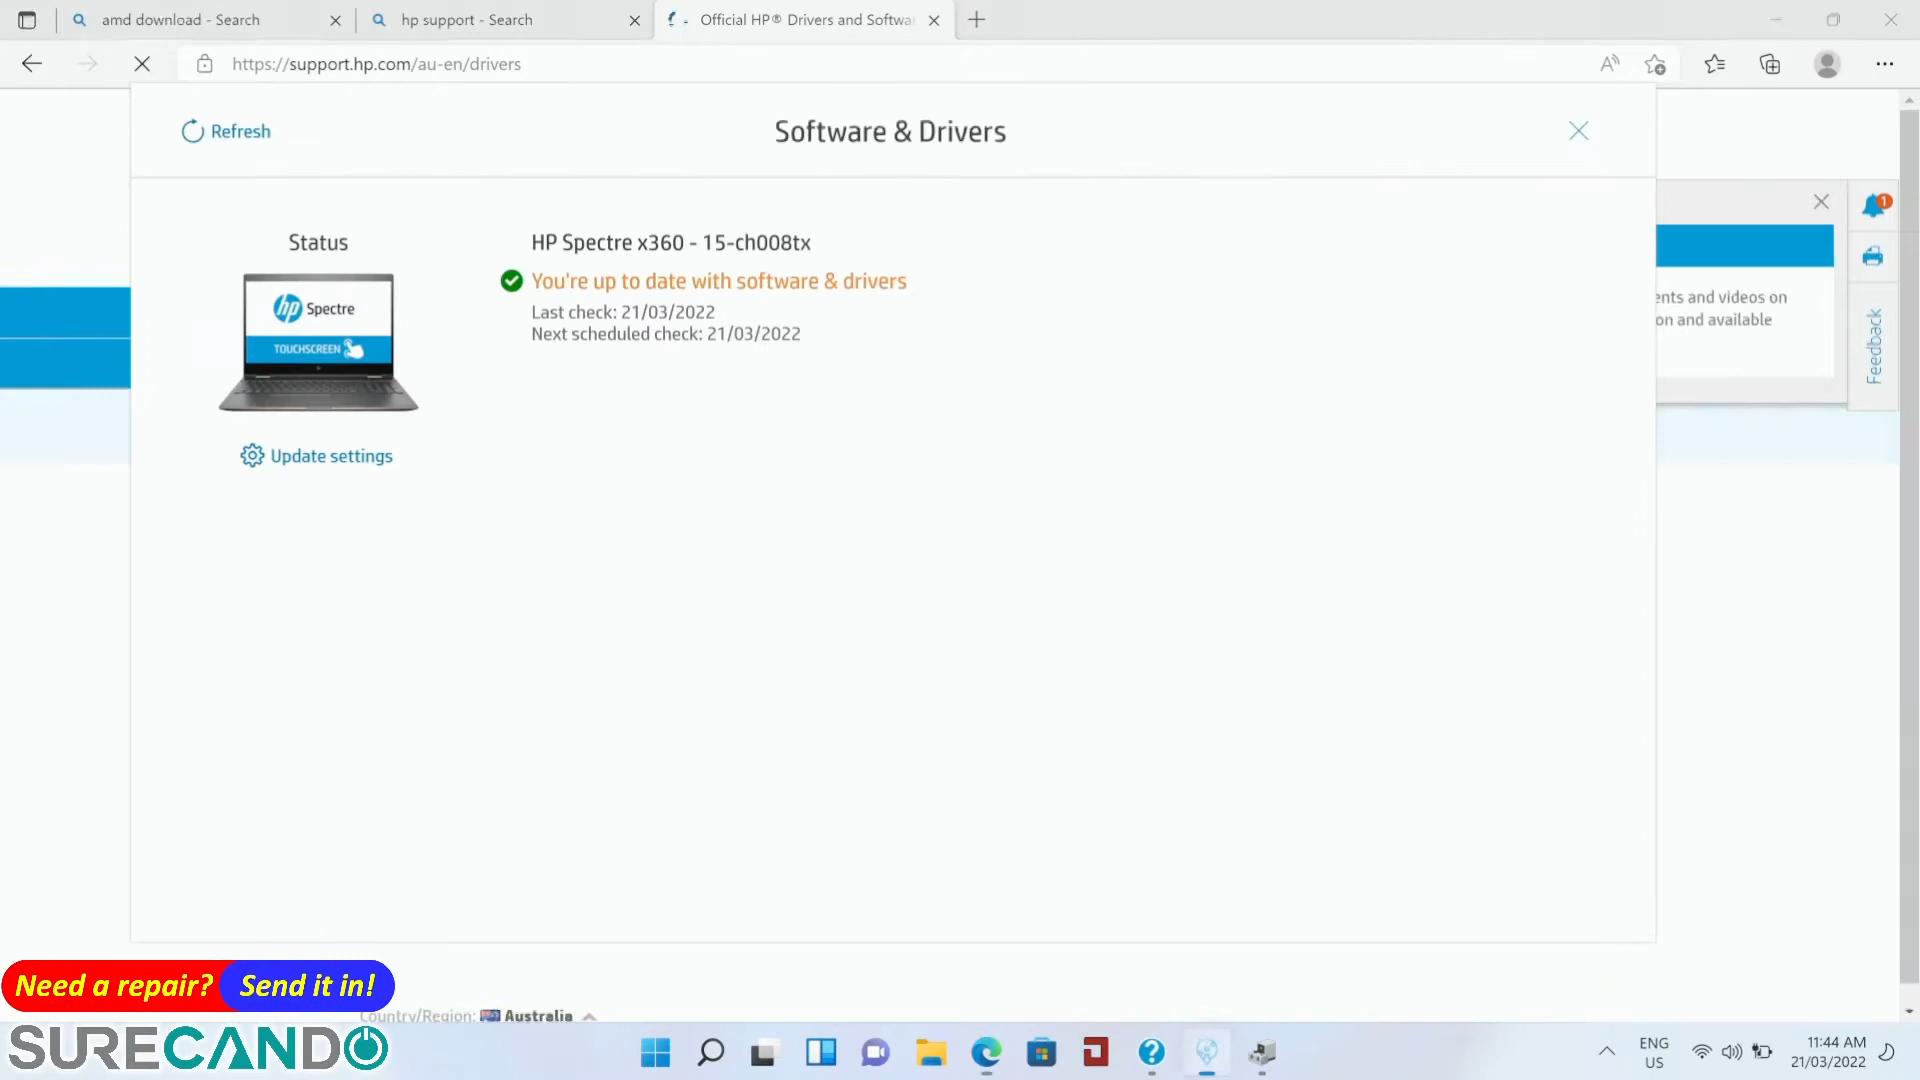 amd download - Search
hp support - Search
Official HP® Drivers and Softwa
https://support.hp.com/au-en/drivers
Refresh
Software & Drivers
1
Status
HP Spectre x360 - 15-ch008tx
You're up to date with software & drivers
Last check: 21/03/2022
Next scheduled check: 21/03/2022
hp Spectre
TOUCHSCREEN
ents and videos on
on and available
Feedback
Update settings
Need a repair? Send it in!
Country/Region: Australia
SURECANDO
ENG
US
11:44 AM
21/03/2022